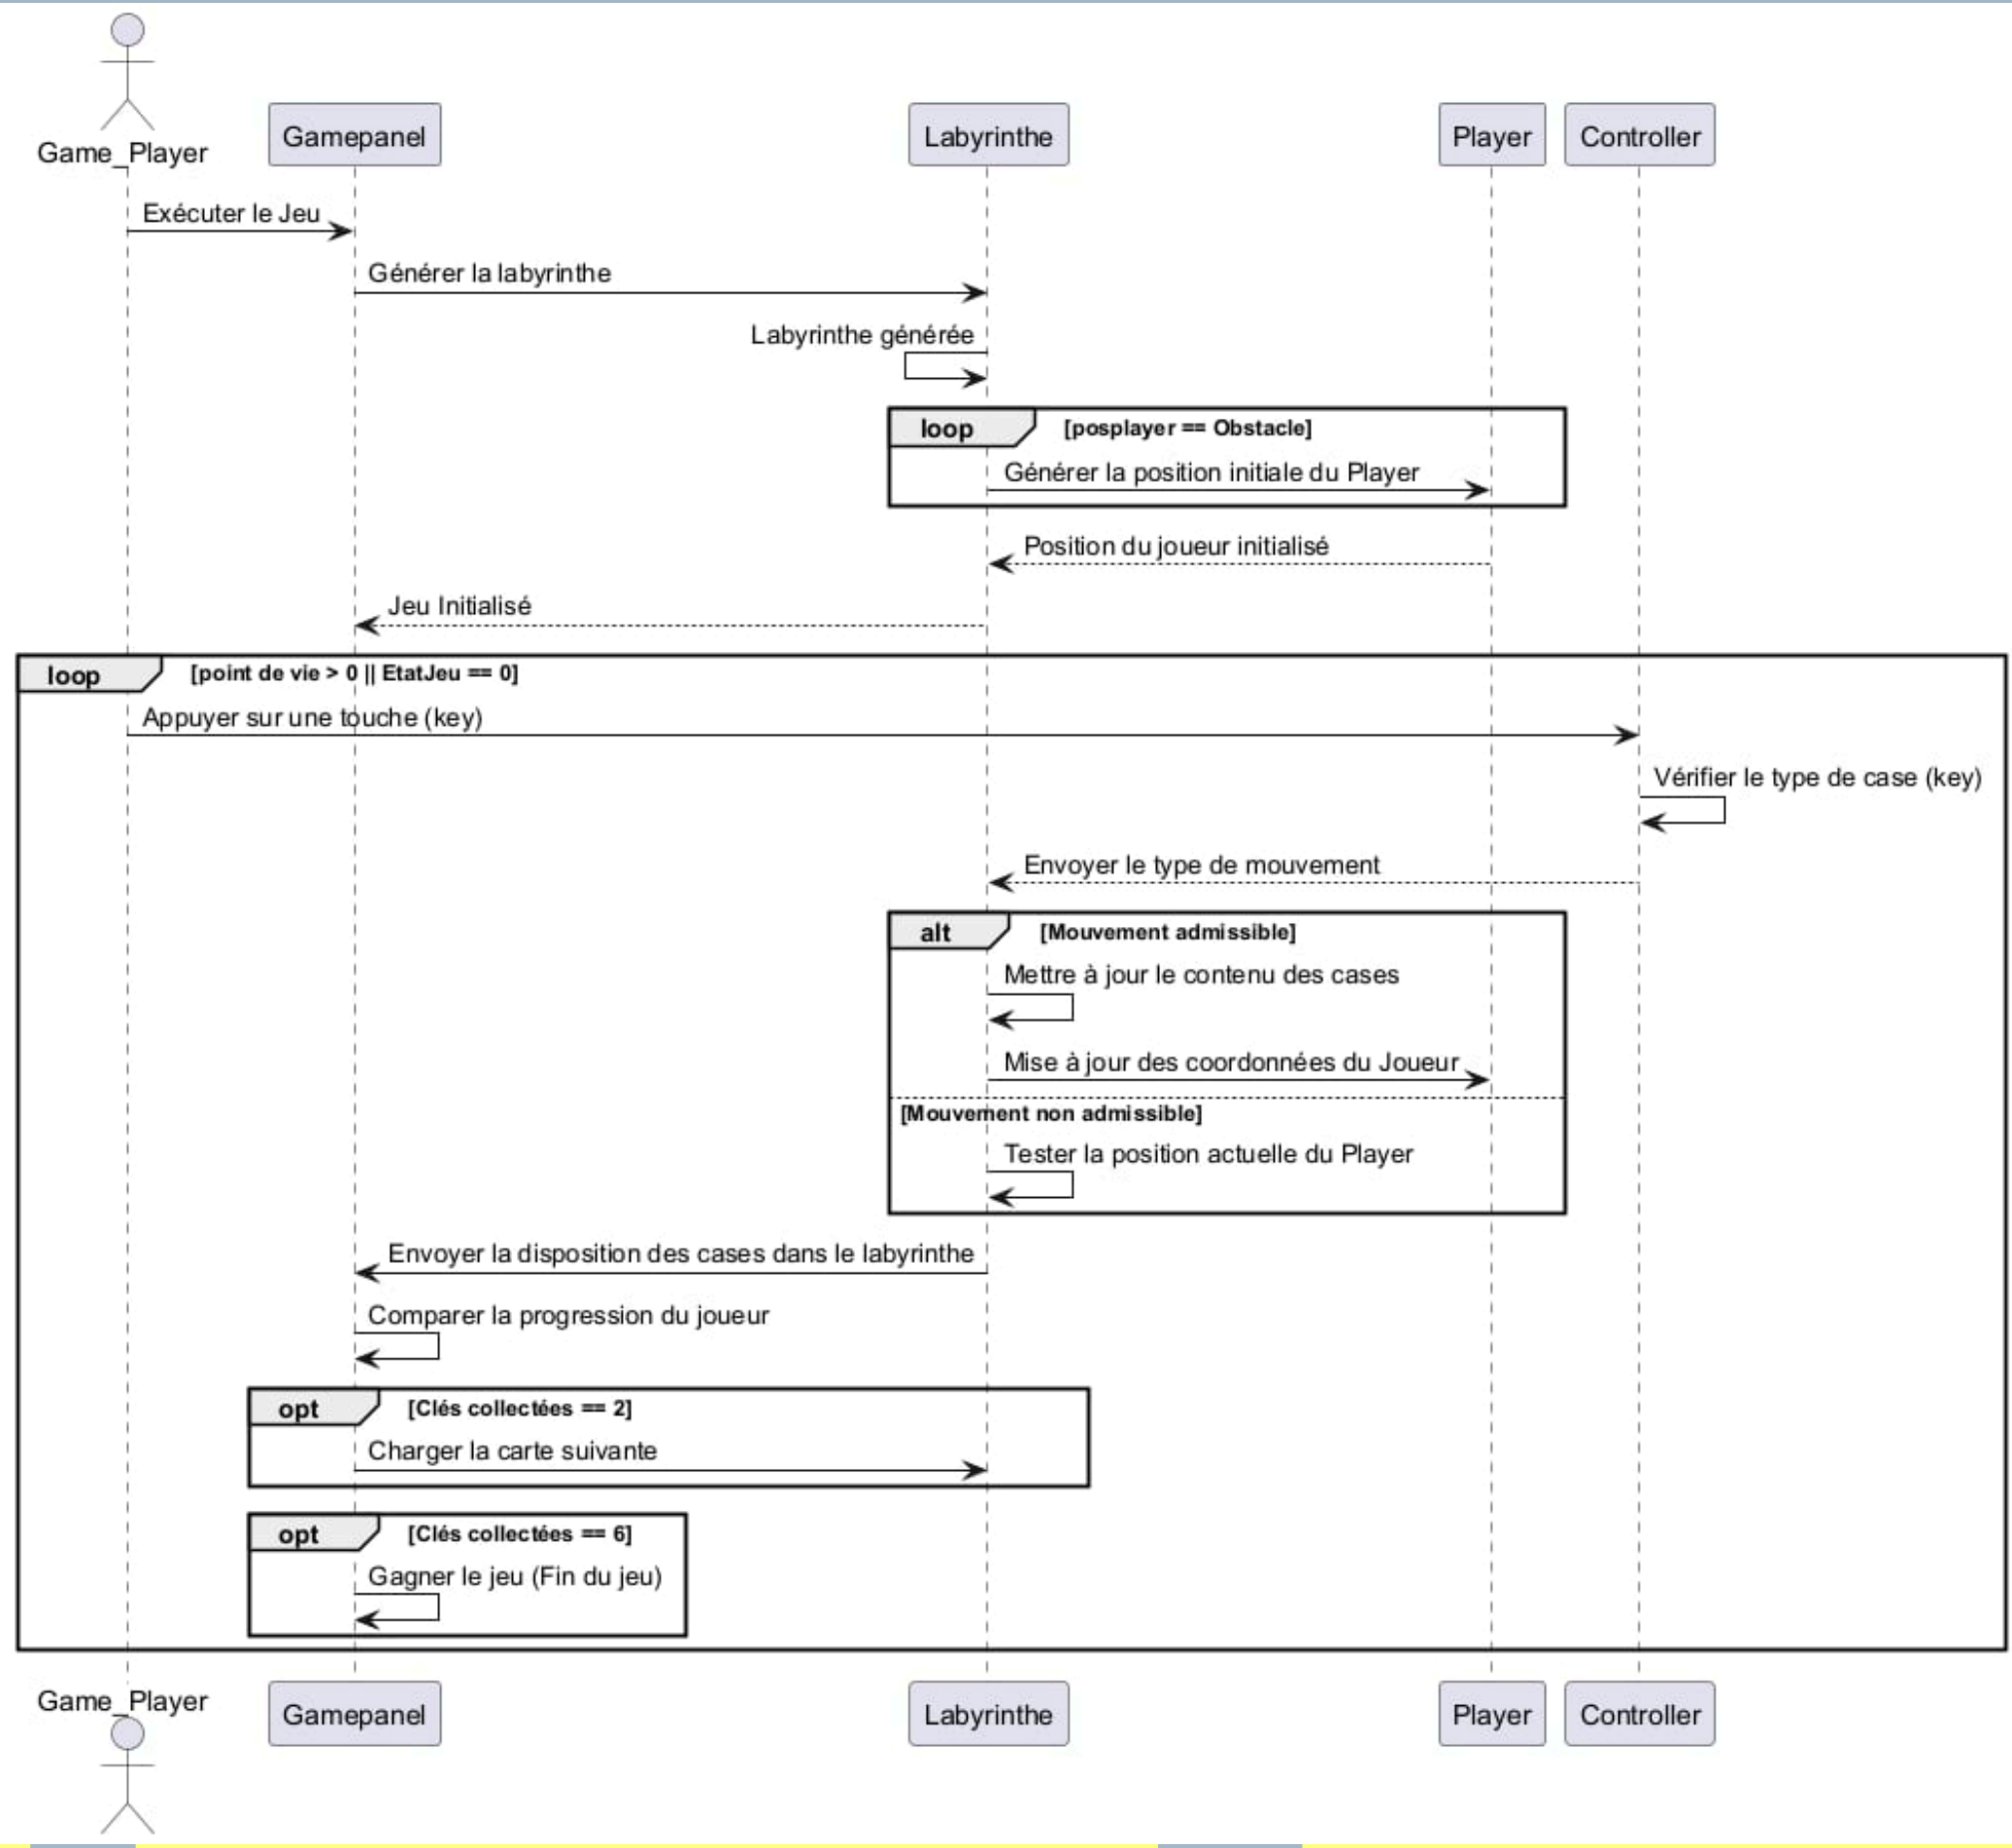 Game_Player
Gamepanel
Labyrinthe
Player
Controller
Exécuter le Jeu
Générer la labyrinthe
Labyrinthe générée
loop
[posplayer == Obstacle]
Générer la position initiale du Player
Position du joueur initialisé
Jeu Initialisé
loop
[point de vie > 0 || EtatJeu == 0]
Appuyer sur une touche (key)
Vérifier le type de case (key)
Envoyer le type de mouvement
alt
[Mouvement admissible]
Mettre à jour le contenu des cases
Mise à jour des coordonnées du Joueur
[Mouvement non admissible]
Tester la position actuelle du Player
Envoyer la disposition des cases dans le labyrinthe
Comparer la progression du joueur
opt
[Clés collectées == 2]
Charger la carte suivante
opt
[Clés collectées == 6]
Gagner le jeu (Fin du jeu)
Game_Player
Gamepanel
Labyrinthe
Player
Controller